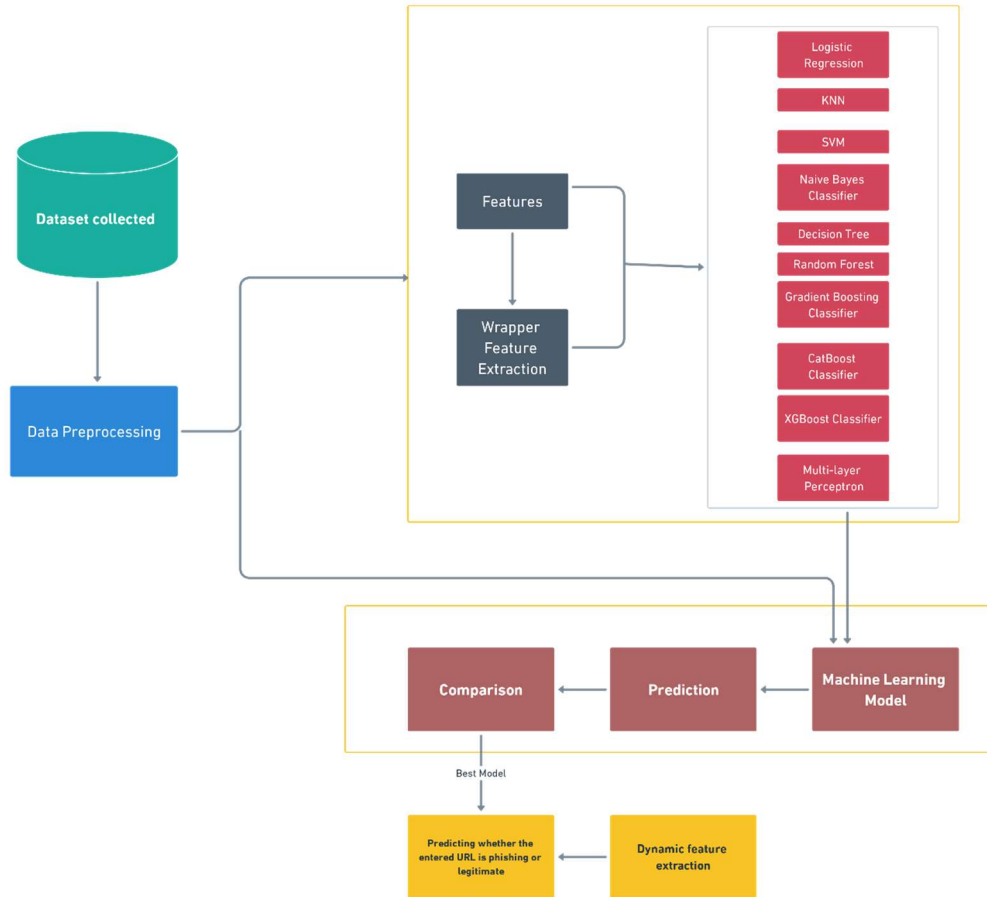 Dataset collected
Data Preprocessing
Features
Wrapper
Feature
Extraction
Logistic
Regression
KNN
SVM
Naive Bayes
Classifier
Decision Tree
Random Forest
Gradient Boosting
Classifier
CatBoost
Classifier
XGBoost Classifier
Multi-layer
Perceptron
Machine Learning
Model
Prediction
Comparison
Best Model
Predicting whether the
entered URL is phishing or
legitimate
Dynamic feature
extraction